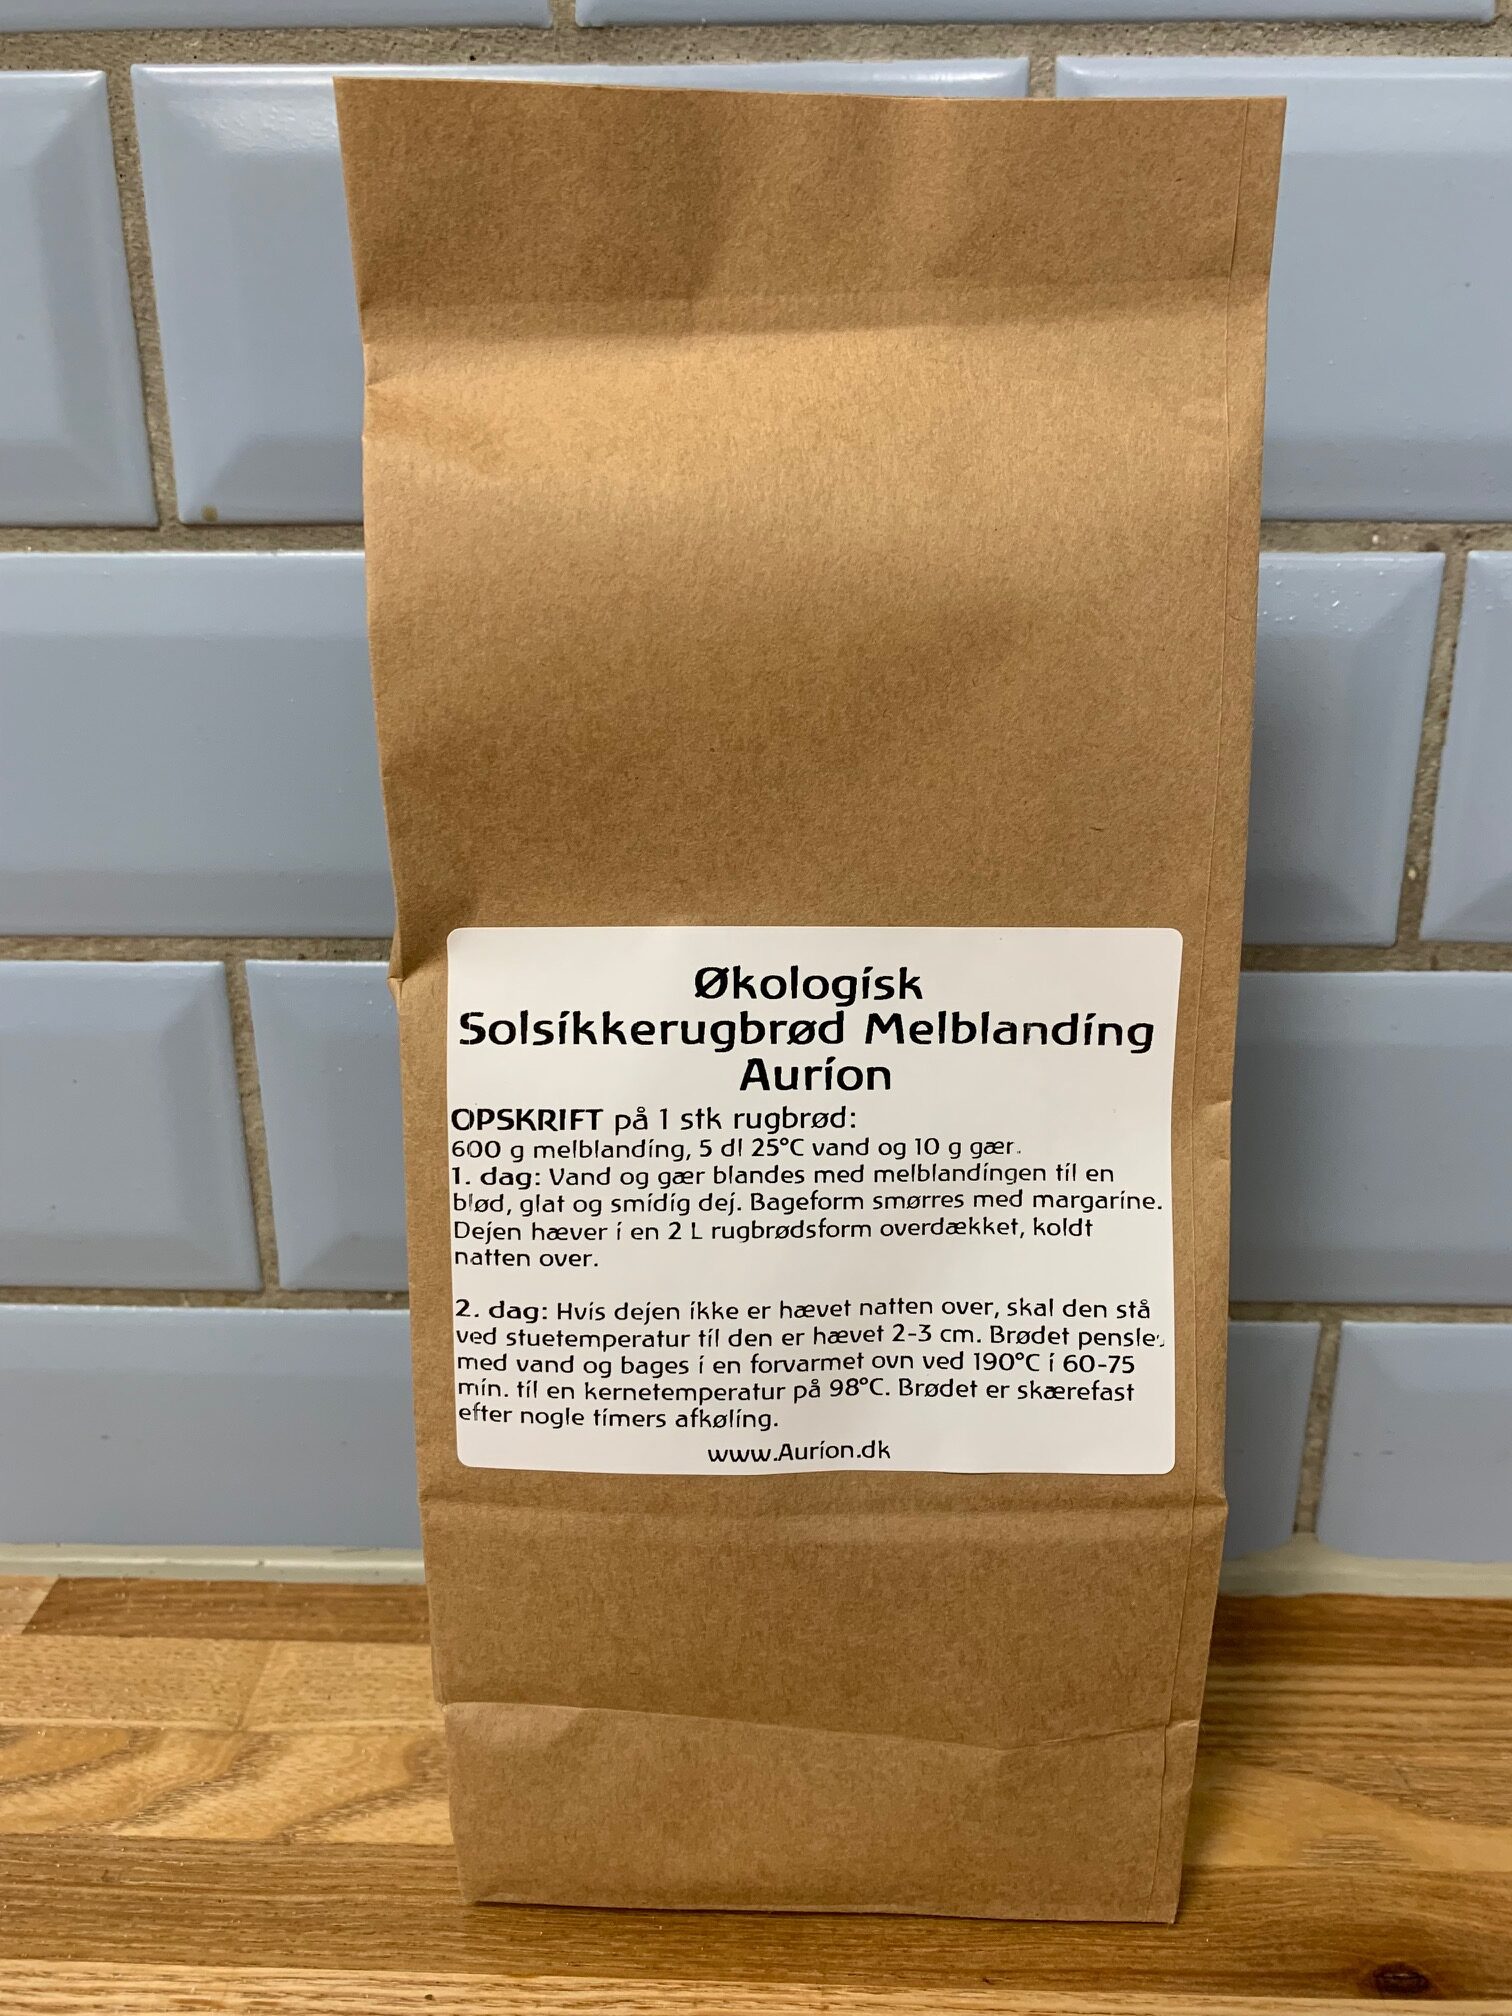 Økologisk
Solsikkerugbrød Melblanding
Aurion
OPSKRIFT på 1 stk rugbrød:
600 g melblanding, 5 dl 25°C vand og 10 g gær.
1. dag: Vand og gær blandes med melblandingen til en
blød, glat og smidig dej. Bageform smørres med margarine.
Dejen hæver i en 2 L rugbrødsform overdækket, koldt
natten over.
2. dag: Hvis dejen ikke er hævet natten over, skal den stå
ved stuetemperatur til den er hævet 2-3 cm. Brødet pensles
med vand og bages i en forvarmet ovn ved 190°C i 60-75
min. til en kernetemperatur på 98°C. Brødet er skærefast
efter nogle timers afkøling.
www.Aurion.dk